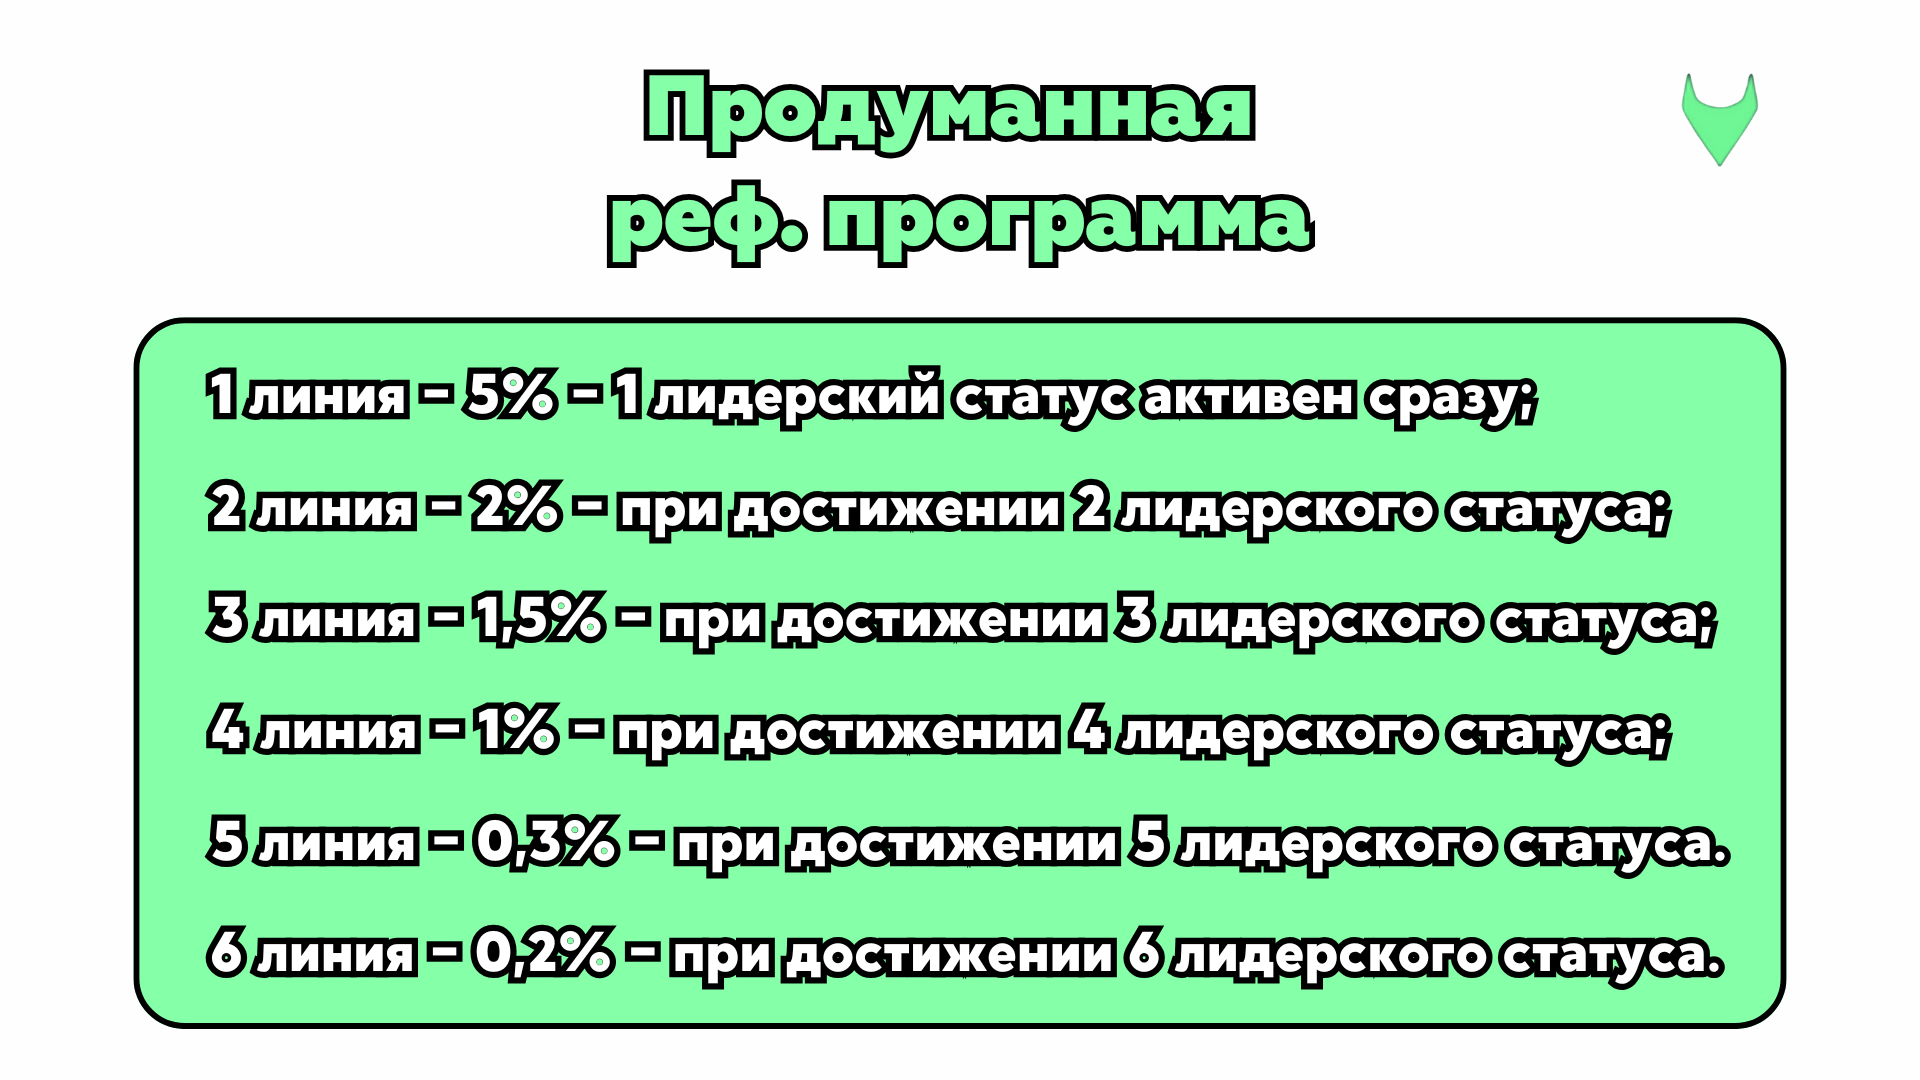 Продуманная
реф. программа
1 линия – 5% – 1 лидерский статус активен сразу;
2 линия – 2% – при достижении 2 лидерского статуса;
3 линия – 1,5% – при достижении 3 лидерского статуса;
4 линия – 1% – при достижении 4 лидерского статуса;
5 линия – 0,3% – при достижении 5 лидерского статуса.
6 линия – 0,2% – при достижении 6 лидерского статуса.